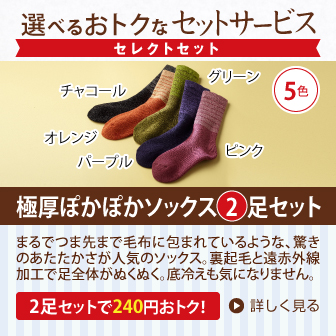 選べるおトクなセットサービス
セレクトセット
グリーン
チャコール
5色
オレンジ
パープル
ピンク
極厚ぽかぽかソックス2足セット
まるでつま先まで毛布に包まれているような、驚き
のあたたかさが人気のソックス。裏起毛と遠赤外線
加工で足全体がぬくぬく。底冷えも気になりません。
2足セットで240円おトク!
詳しく見る